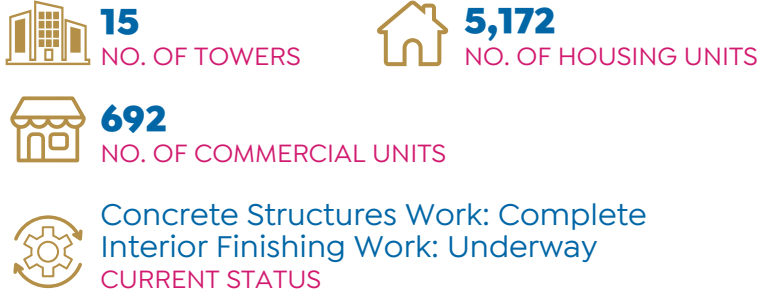 15
NO. OF TOWERS
5,172
NO. OF HOUSING UNITS
692
NO. OF COMMERCIAL UNITS
Concrete Structures Work: Complete
Interior Finishing Work: Underway
CURRENT STATUS